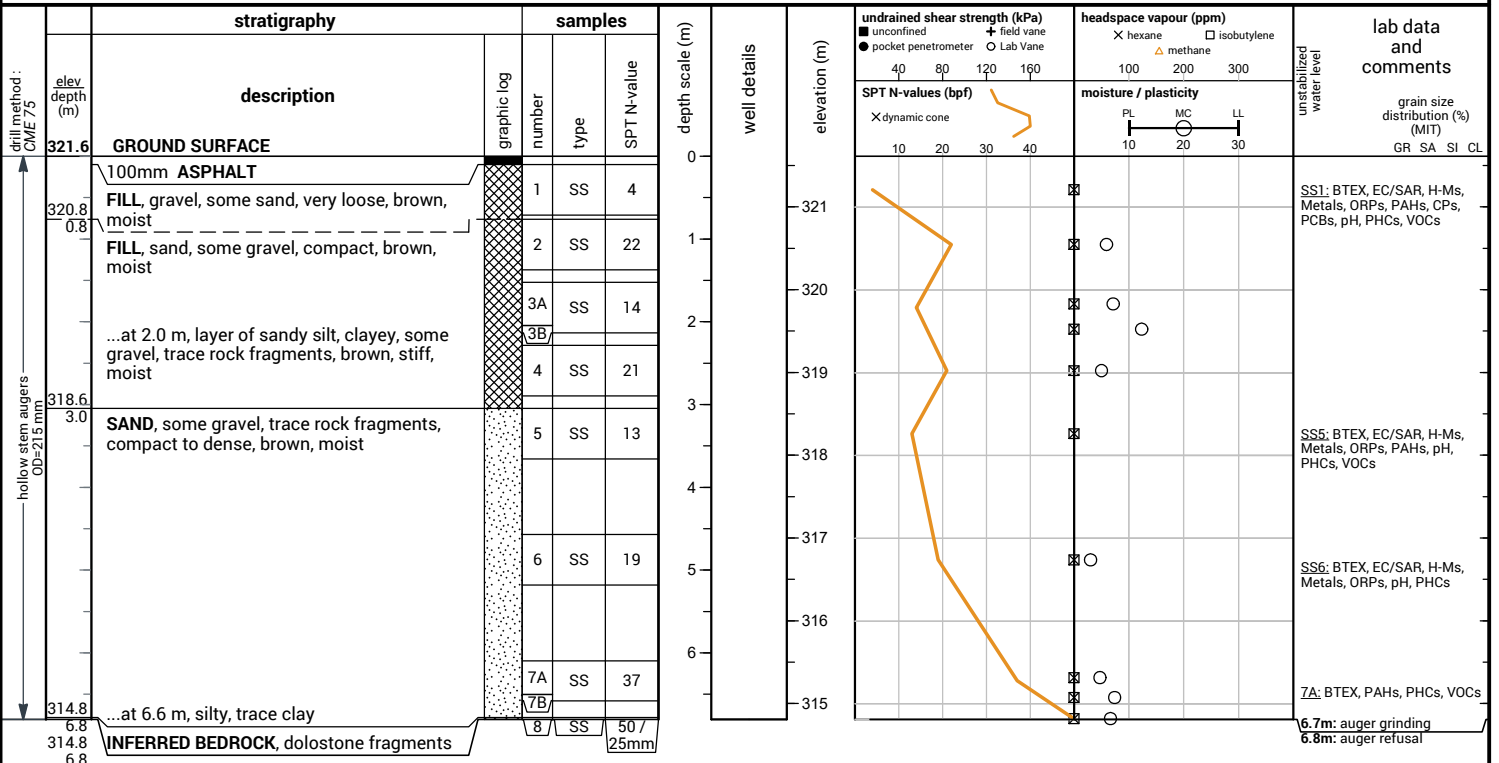 stratigraphy
samples
drill method :
CME 75
elev
depth
(m)
description
graphic log
number
type
SPT N-value
depth scale (m)
well details
elevation (m)
undrained shear strength (kPa)
unconfined
field vane
pocket penetrometer
Lab Vane
40 80 120 160
SPT N-values (bpf)
dynamic cone
10 20 30 40
headspace vapour (ppm)
hexane
isobutylene
methane
100 200 300
moisture / plasticity
PL MC LL
10 20 30
unstabilized
water level
lab data
and
comments
grain size
distribution (%)
(MIT)
GR SA SI CL
321.6 GROUND SURFACE
100mm ASPHALT
FILL, gravel, some sand, very loose, brown,
moist
320.8
0.8
FILL, sand, some gravel, compact, brown,
moist
...at 2.0 m, layer of sandy silt, clayey, some
gravel, trace rock fragments, brown, stiff,
moist
318.6
3.0
SAND, some gravel, trace rock fragments,
compact to dense, brown, moist
314.8
...at 6.6 m, silty, trace clay
6.8
314.8
INFERRED BEDROCK, dolostone fragments
6.8
hollow stem augers
OD=215 mm
1 SS 4
2 SS 22
3A SS 14
3B
4 SS 21
5 SS 13
6 SS 19
7A SS 37
7B
8 SS 50 /
25mm
0
1
2
3
4
5
6
321
320
319
318
317
316
315
SS1: BTEX, EC/SAR, H-Ms,
Metals, ORPs, PAHs, CPs,
PCBs, pH, PHCs, VOCs
SS5: BTEX, EC/SAR, H-Ms,
Metals, ORPs, PAHs, pH,
PHCs, VOCs
SS6: BTEX, EC/SAR, H-Ms,
Metals, ORPs, pH, PHCs
7A: BTEX, PAHs, PHCs, VOCs
6.7m: auger grinding
6.8m: auger refusal